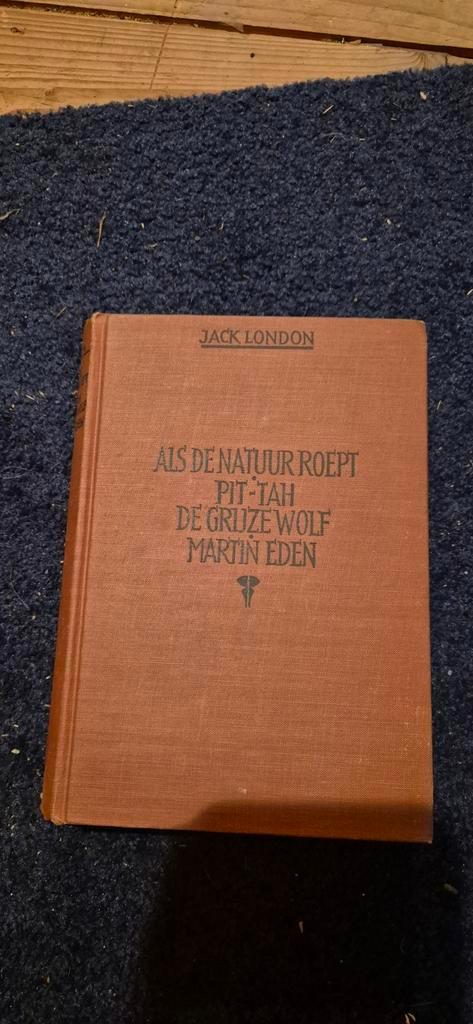 JACK LONDON
ALS DE NATUUR ROEPT
PIT-TAH
DE GRIJZE WOLF
MARTIN EDEN